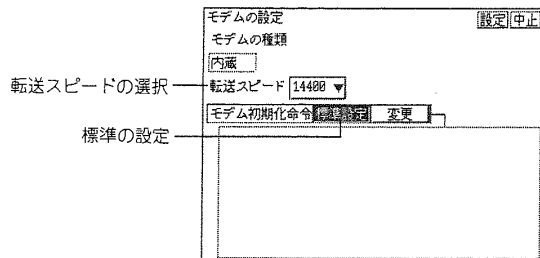 モデムの設定
設定 中止
モデムの種類
内蔵
転送スピードの選択
転送スピード 14400 ▼
モデム初期化命令 標準設定 変更
標準の設定